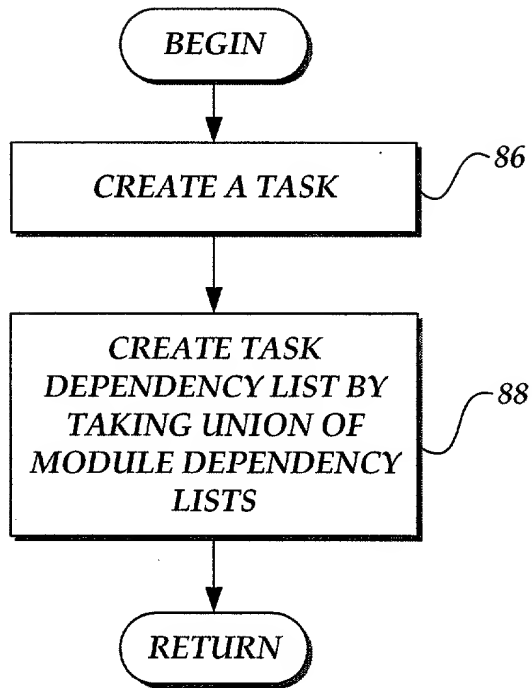 BEGIN
CREATE A TASK
86
CREATE TASK
DEPENDENCY LIST BY
TAKING UNION OF
MODULE DEPENDENCY
LISTS
88
RETURN